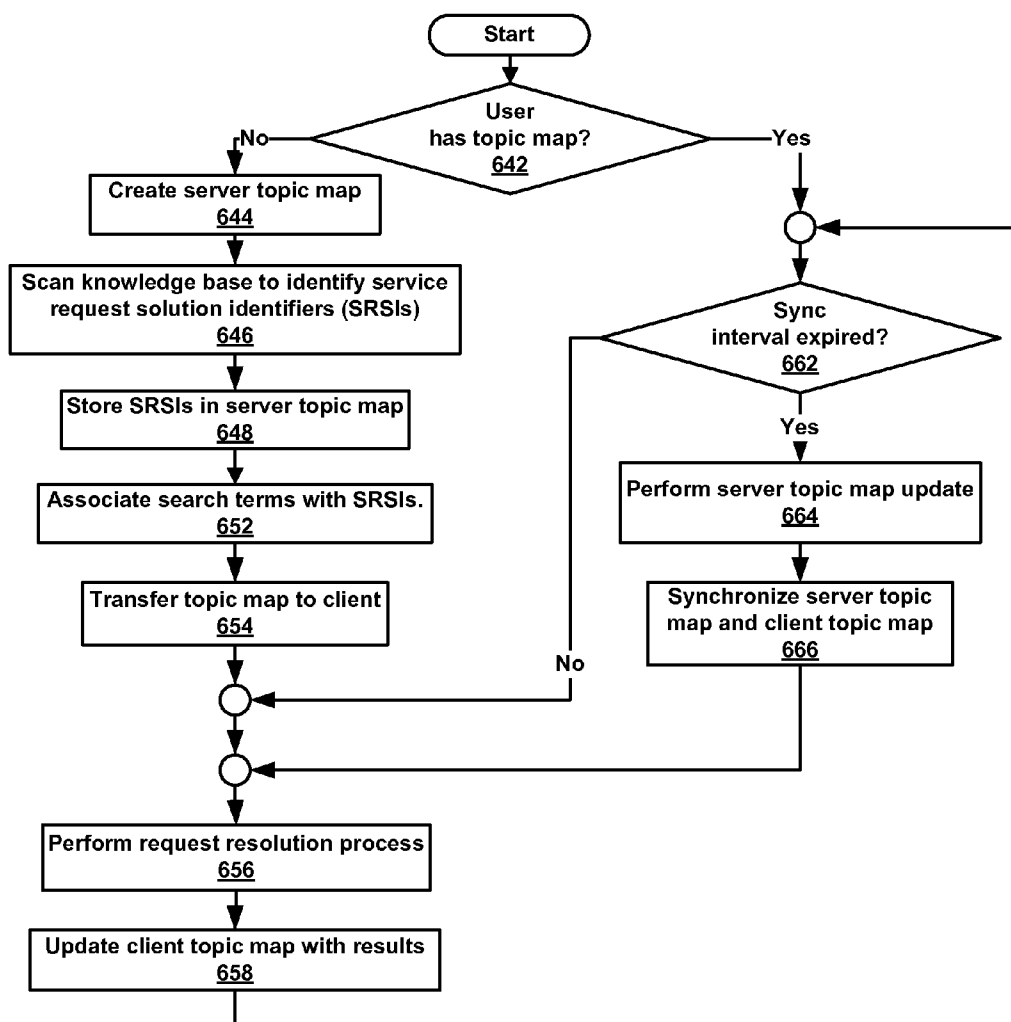 Start
User
has topic map?
642
No
Yes
Create server topic map
644
Scan knowledge base to identify service
request solution identifiers (SRSIs)
646
Store SRSIs in server topic map
648
Associate search terms with SRSIs.
652
Transfer topic map to client
654
Sync
interval expired?
662
Yes
Perform server topic map update
664
Synchronize server topic
map and client topic map
666
No
Perform request resolution process
656
Update client topic map with results
658